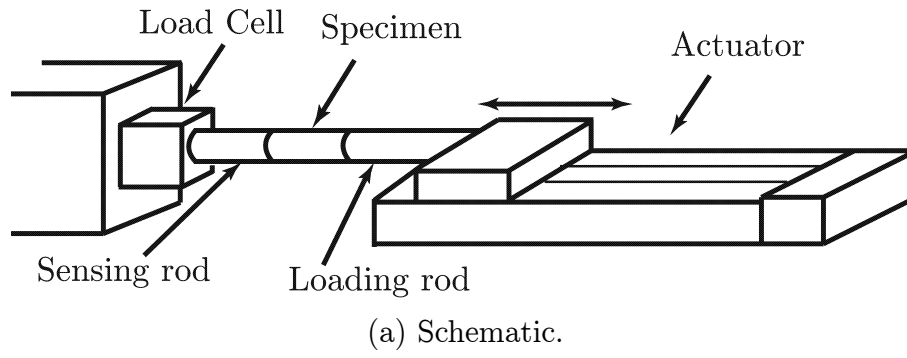 Load Cell
Specimen
Actuator
Sensing rod
Loading rod
(a) Schematic.